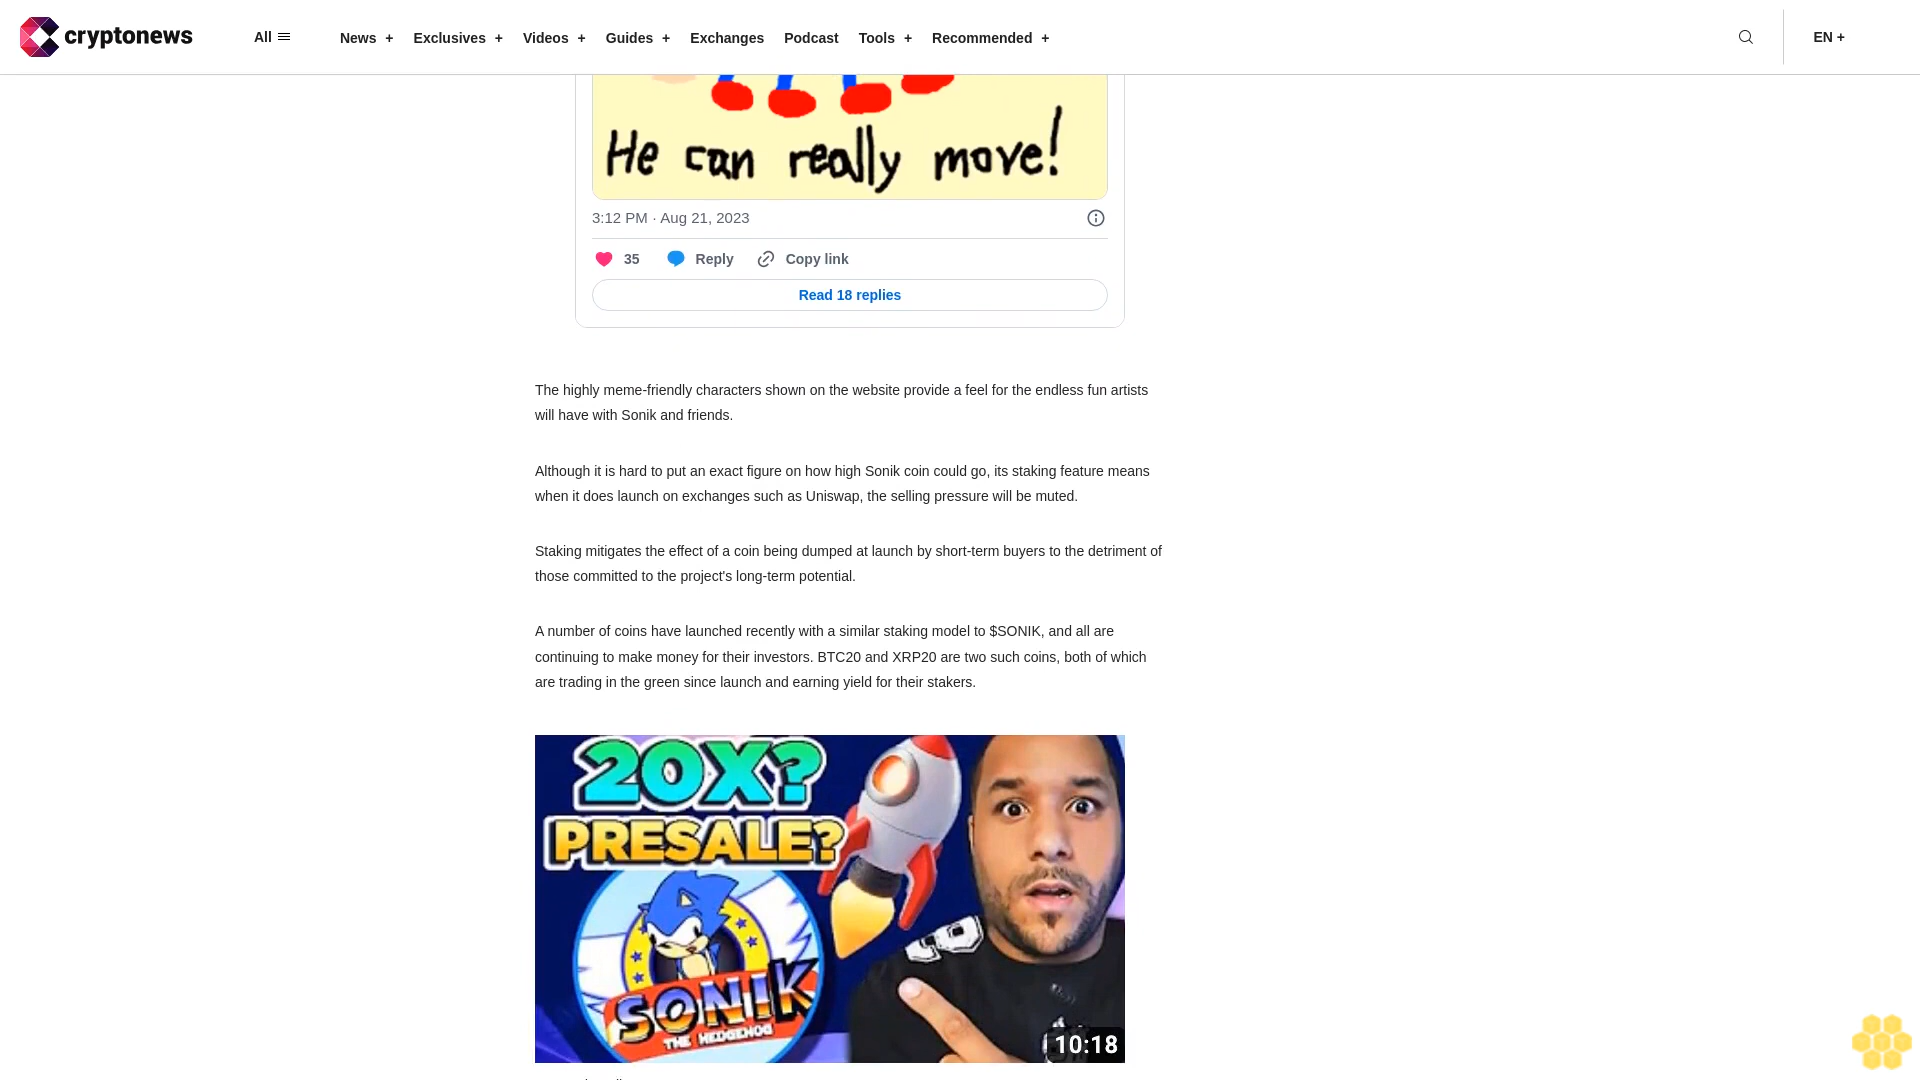 cryptonews
All
News +
Exclusives +
Videos +
Guides +
Exchanges
Podcast
Tools +
Recommended +
EN +
He can really move!
3:12 PM · Aug 21, 2023
35
Reply
Copy link
Read 18 replies
The highly meme-friendly characters shown on the website provide a feel for the endless fun artists
will have with Sonik and friends.
Although it is hard to put an exact figure on how high Sonik coin could go, its staking feature means
when it does launch on exchanges such as Uniswap, the selling pressure will be muted.
Staking mitigates the effect of a coin being dumped at launch by short-term buyers to the detriment of
those committed to the project's long-term potential.
A number of coins have launched recently with a similar staking model to $SONIK, and all are
continuing to make money for their investors. BTC20 and XRP20 are two such coins, both of which
are trading in the green since launch and earning yield for their stakers.
20X?
PRESALE?
SONIK
THE HEDGEHOG
10:18